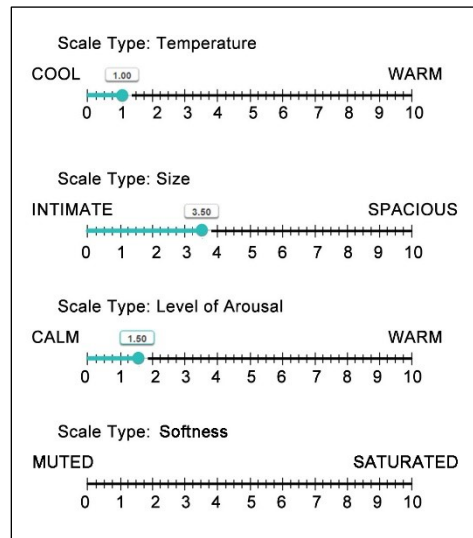 Scale Type: Temperature
COOL 1.00 WARM
0 1 2 3 4 5 6 7 8 9 10
Scale Type: Size
INTIMATE 3.50 SPACIOUS
0 1 2 3 4 5 6 7 8 9 10
Scale Type: Level of Arousal
CALM 1.50 WARM
0 1 2 3 4 5 6 7 8 9 10
Scale Type: Softness
MUTED SATURATED
0 1 2 3 4 5 6 7 8 9 10